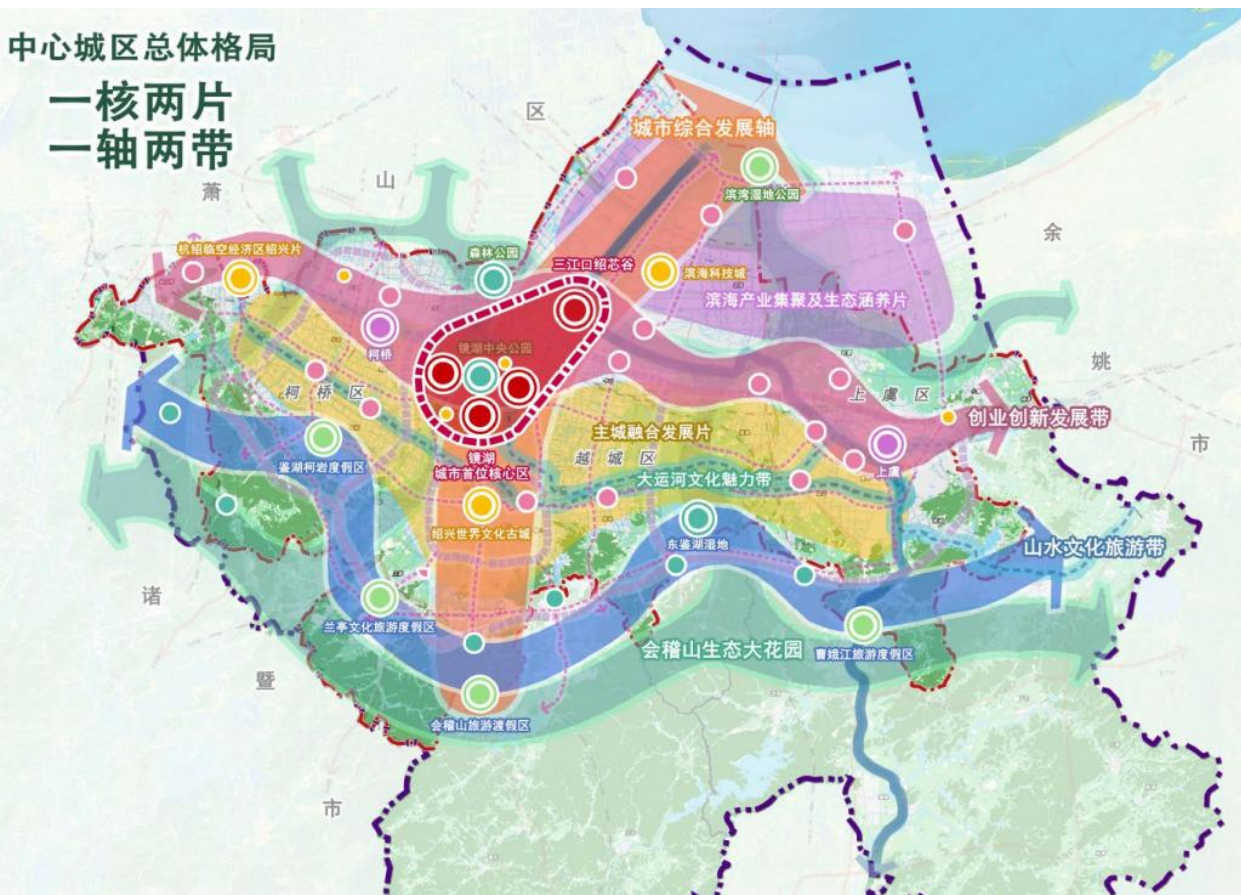 中心城区总体格局
一核两片
一轴两带
区
山
萧
城市综合发展轴
滨湾湿地公园
余
杭绍临空经济区绍兴片
森林公园
三江口绍芯谷
滨海科技城
滨海产业集聚及生态涵养片
柯桥
镜湖中央公园
姚
柯桥区
上虞区
创业创新发展带
主城融合发展片
市
鉴湖柯岩度假区
镜湖
城市首位核心区
越城区
上虞
大运河文化魅力带
绍兴世界文化古城
东鉴湖湿地
山水文化旅游带
诸
兰亭文化旅游度假区
会稽山生态大花园
曹娥江旅游度假区
暨
会稽山旅游渡假区
市